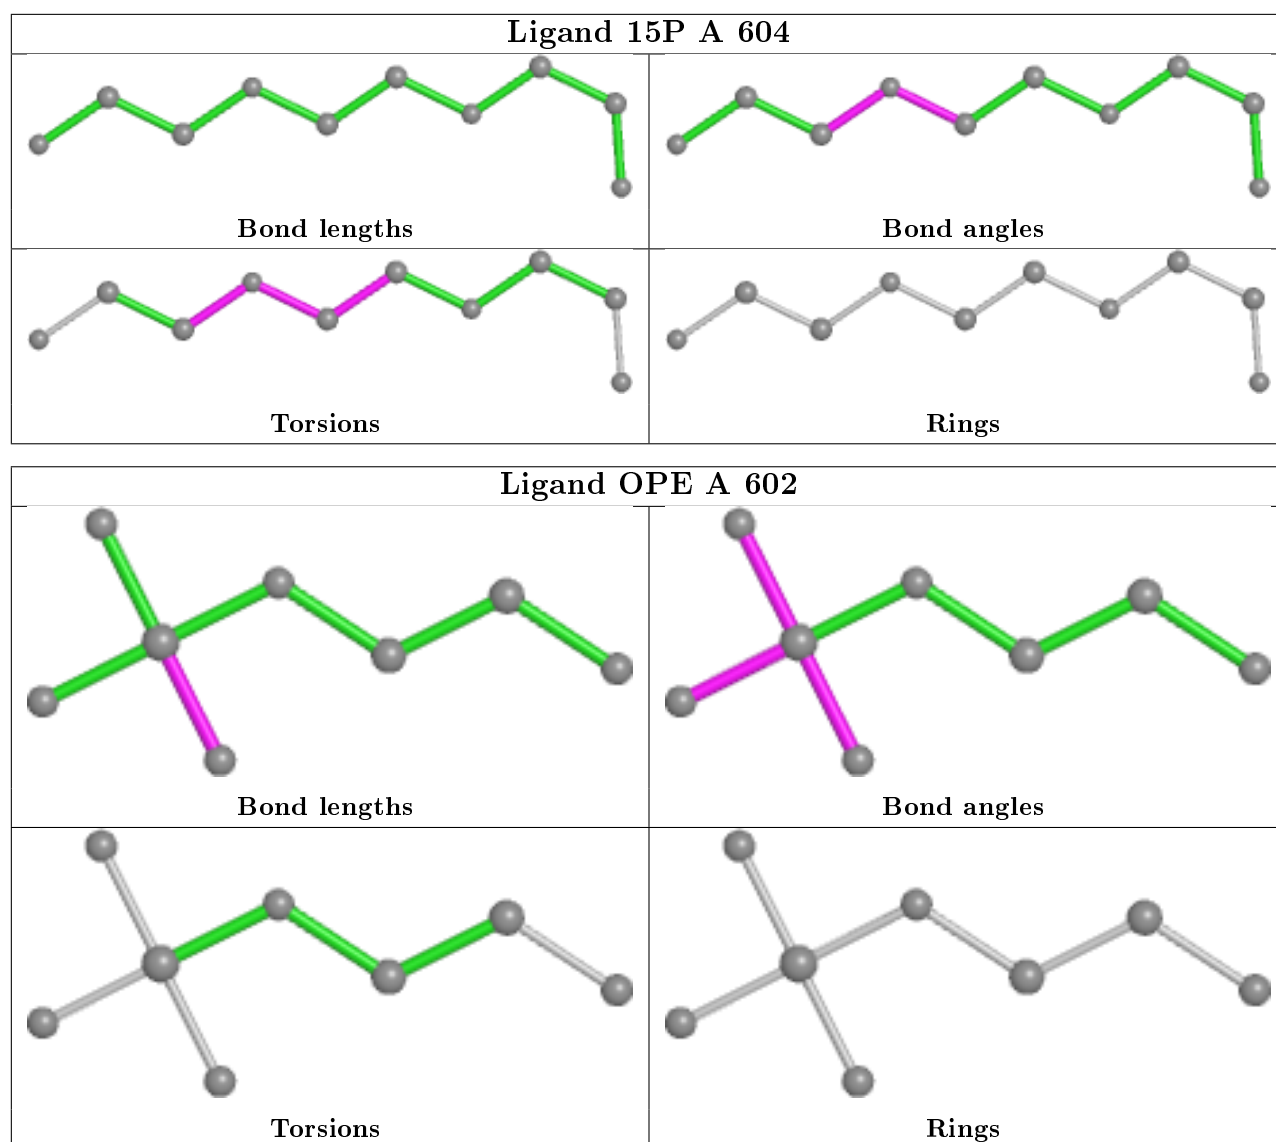 Ligand 15P A 604
Bond lengths
Bond angles
Torsions
Rings
Ligand OPE A 602
Bond lengths
Bond angles
Torsions
Rings